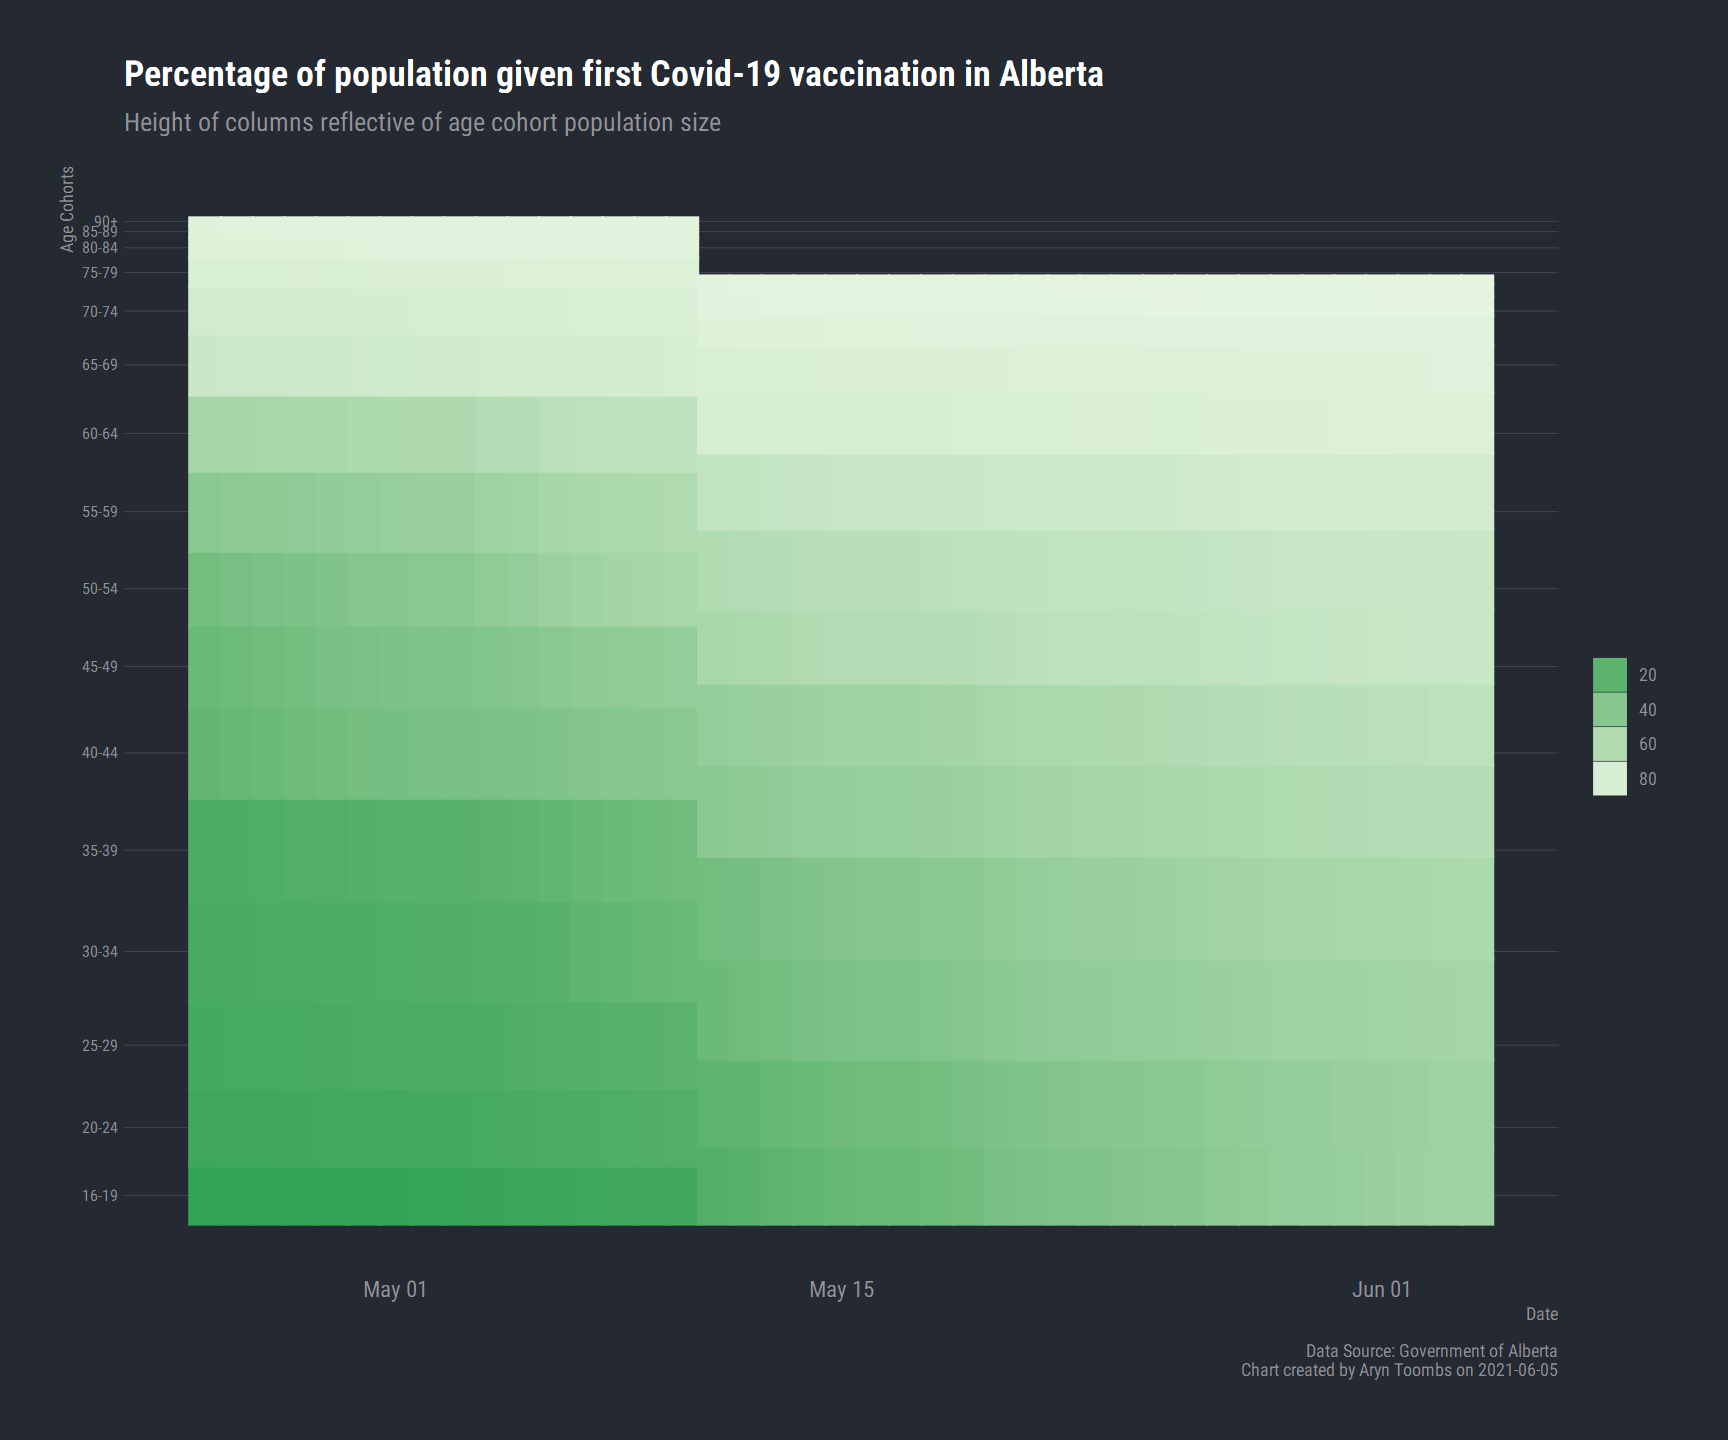 Percentage of population given first Covid-19 vaccination in Alberta
Height of columns reflective of age cohort population size
Age Cohorts
90+
85-89
80-84
75-79
70-74
65-69
60-64
55-59
50-54
45-49
40-44
35-39
30-34
25-29
20-24
16-19
20
40
60
80
May 01
May 15
Jun 01
Date
Data Source: Government of Alberta
Chart created by Aryn Toombs on 2021-06-05